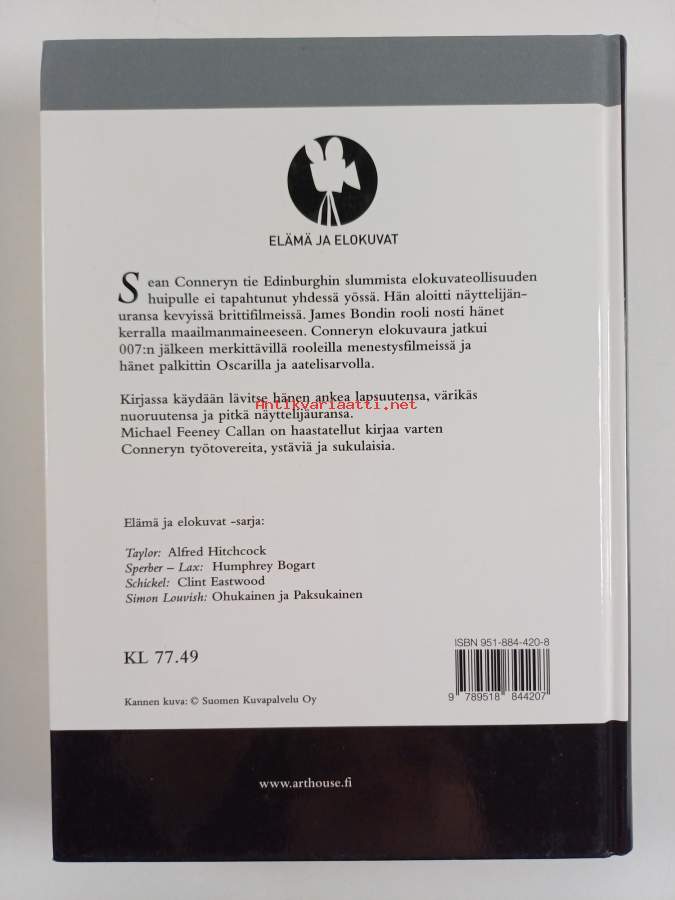 ELÄMÄ JA ELOKUVAT
Sean Conneryn tie Edinburghin slummista elokuvateollisuuden
huipulle ei tapahtunut yhdessä yössä. Hän aloitti näyttelijän-
uransa kevyissä brittifilmeissä. James Bondin rooli nosti hänet
kerralla maailmanmaineeseen. Conneryn elokuvaura jatkui
007:n jälkeen merkittävillä rooleilla menestysfilmeissä ja
hänet palkittin Oscarilla ja aatelisarvolla.
Kirjassa käydään lävitse hänen ankea lapsuutensa, värikäs
Antikvariaatti.net
nuoruutensa ja pitkä näyttelijäuransa.
Michael Feeney Callan on haastatellut kirjaa varten
Conneryn työtovereita, ystäviä ja sukulaisia.
Elämä ja elokuvat -sarja:
Taylor: Alfred Hitchcock
Sperber – Lax: Humphrey Bogart
Schickel: Clint Eastwood
Simon Louvish: Ohukainen ja Paksukainen
KL 77.49
ISBN 951-884-420-8
9 789518 844207
Kannen kuva: © Suomen Kuvapalvelu Oy
www.arthouse.fi